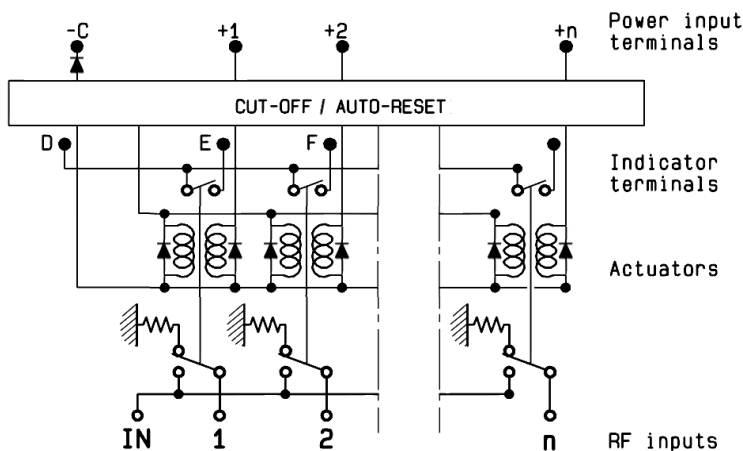 -C +1 +2 +n Power input
terminals
CUT-OFF / AUTO-RESET
D E F Indicator
terminals
Actuators
IN 1 2 n RF inputs